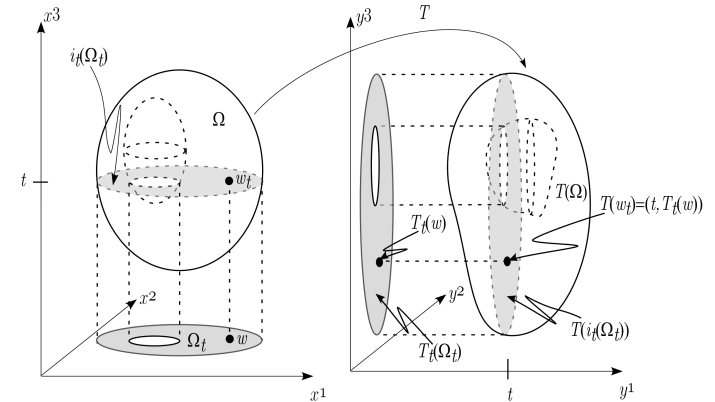 x3
i_t(Ω_t)
Ω
t
w_t
x2
Ω_t
w
x1
T
y3
T(Ω)
T(w_t)=(t,T_t(w))
T_t(w)
y2
T(i_t(Ω_t))
T_t(Ω_t)
t
y1